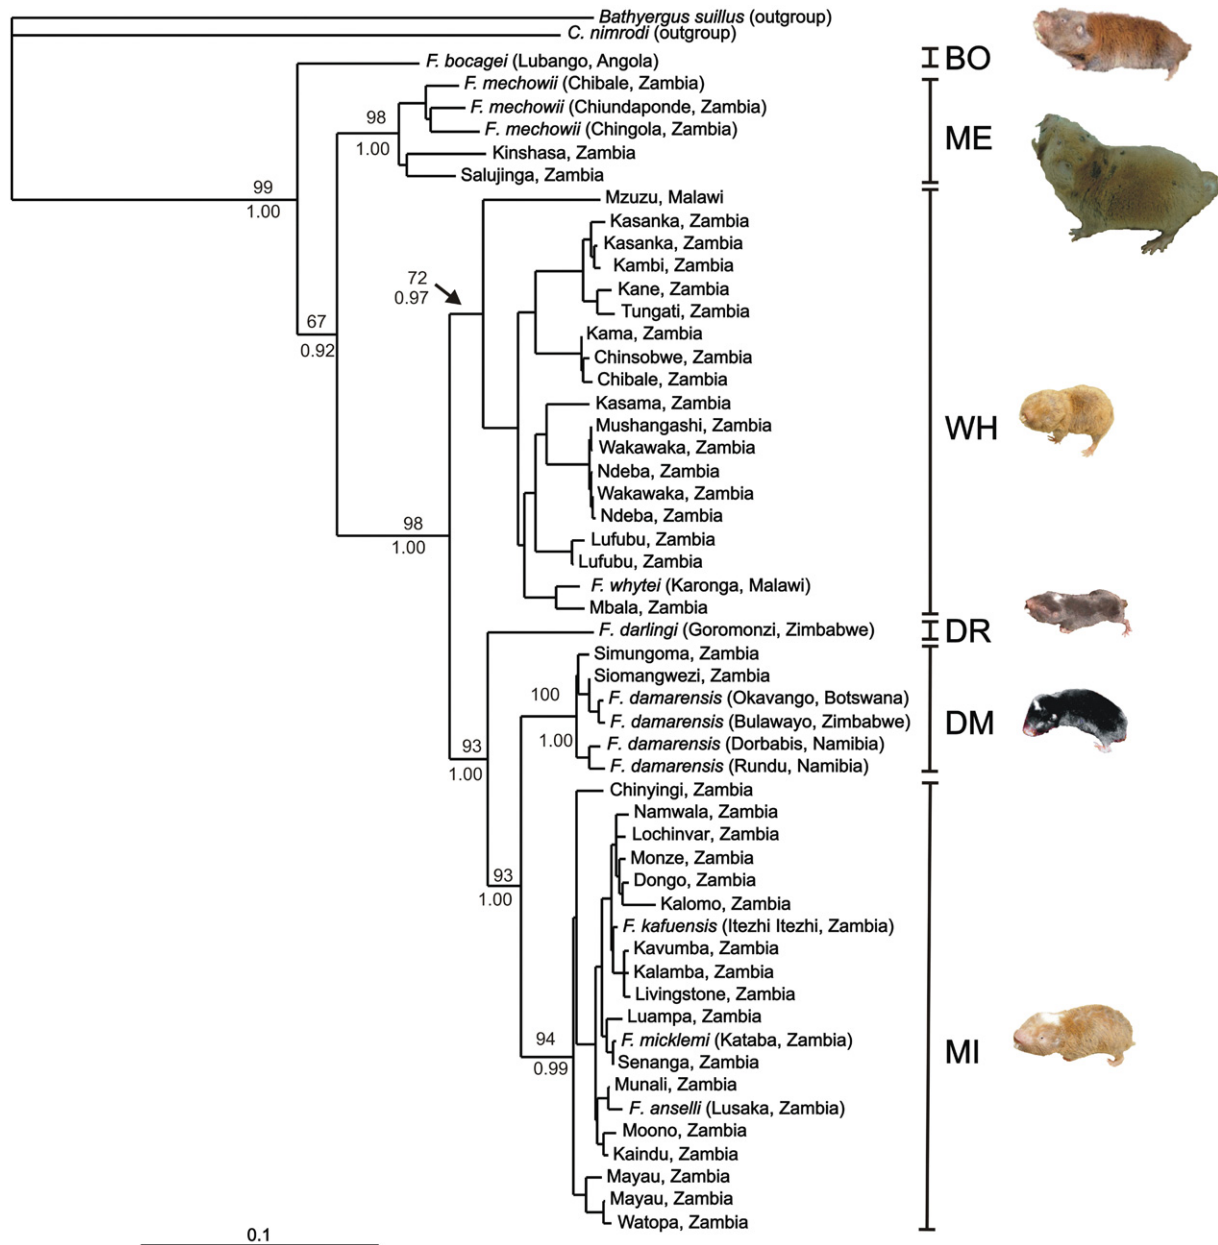 Bathyergus suillus (outgroup)
C. nimrodi (outgroup)
F. bocagei (Lubango, Angola)
BO
F. mechowii (Chibale, Zambia)
F. mechowii (Chiundaponde, Zambia)
98
F. mechowii (Chingola, Zambia)
ME
1.00
Kinshasa, Zambia
Salujinga, Zambia
99
1.00
Mzuzu, Malawi
Kasanka, Zambia
Kasanka, Zambia
Kambi, Zambia
72
0.97
Kane, Zambia
Tungati, Zambia
67
0.92
Kama, Zambia
Chinsobwe, Zambia
Chibale, Zambia
Kasama, Zambia
Mushangashi, Zambia
WH
Wakawaka, Zambia
Ndeba, Zambia
Wakawaka, Zambia
Ndeba, Zambia
98
1.00
Lufubu, Zambia
Lufubu, Zambia
F. whytei (Karonga, Malawi)
Mbala, Zambia
F. darlingi (Goromonzi, Zimbabwe)
DR
Simungoma, Zambia
Siomangwezi, Zambia
100
F. damarensis (Okavango, Botswana)
F. damarensis (Bulawayo, Zimbabwe)
DM
1.00
F. damarensis (Dorbabis, Namibia)
F. damarensis (Rundu, Namibia)
93
1.00
Chinyingi, Zambia
Namwala, Zambia
Lochinvar, Zambia
Monze, Zambia
93
1.00
Dongo, Zambia
Kalomo, Zambia
F. kafuensis (Itezhi Itezhi, Zambia)
Kavumba, Zambia
Kalamba, Zambia
Livingstone, Zambia
Luampa, Zambia
94
0.99
F. micklemi (Kataba, Zambia)
MI
Senanga, Zambia
Munali, Zambia
F. anselli (Lusaka, Zambia)
Moono, Zambia
Kaindu, Zambia
Mayau, Zambia
Mayau, Zambia
Watopa, Zambia
0.1